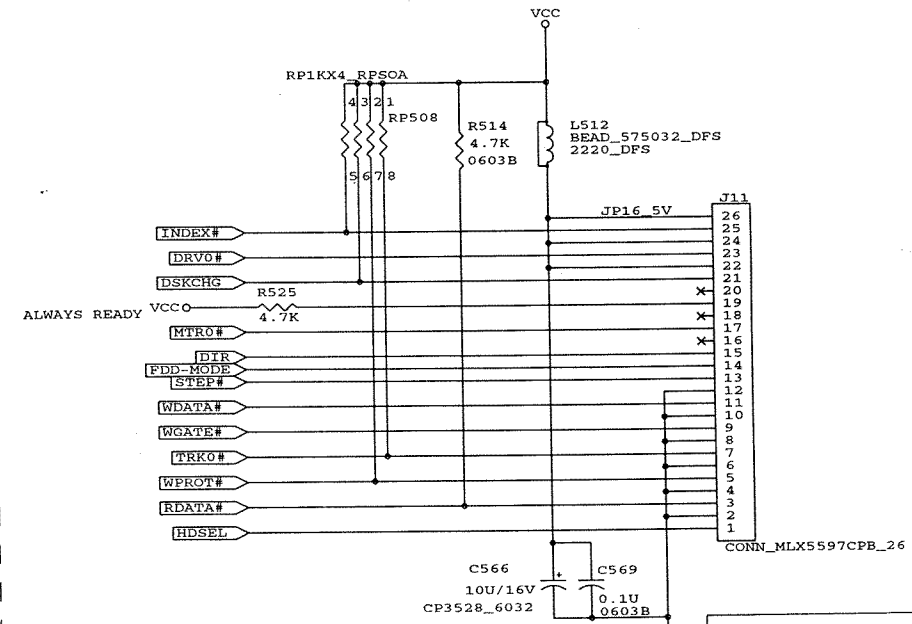 VCC
RP1KX4_RPSOA
4 3 2 1
RP508
R514
4.7K
0603B
L512
BEAD_575032_DFS
2220_DFS
5 6 7 8
J11
JP16_5V
26
INDEX#
25
24
DRV0#
23
22
DSKCHG
21
20
R525
ALWAYS READY VCC
4.7K
19
18
MTR0#
17
16
DIR
15
FDD-MODE
14
STEP#
13
12
WDATA#
11
10
WGATE#
9
8
TRK0#
7
6
WPROT#
5
4
RDATA#
3
2
HDSEL
1
CONN_MLX5597CPB_26
C566
10U/16V
CP3528_6032
+
C569
0.1U
0603B